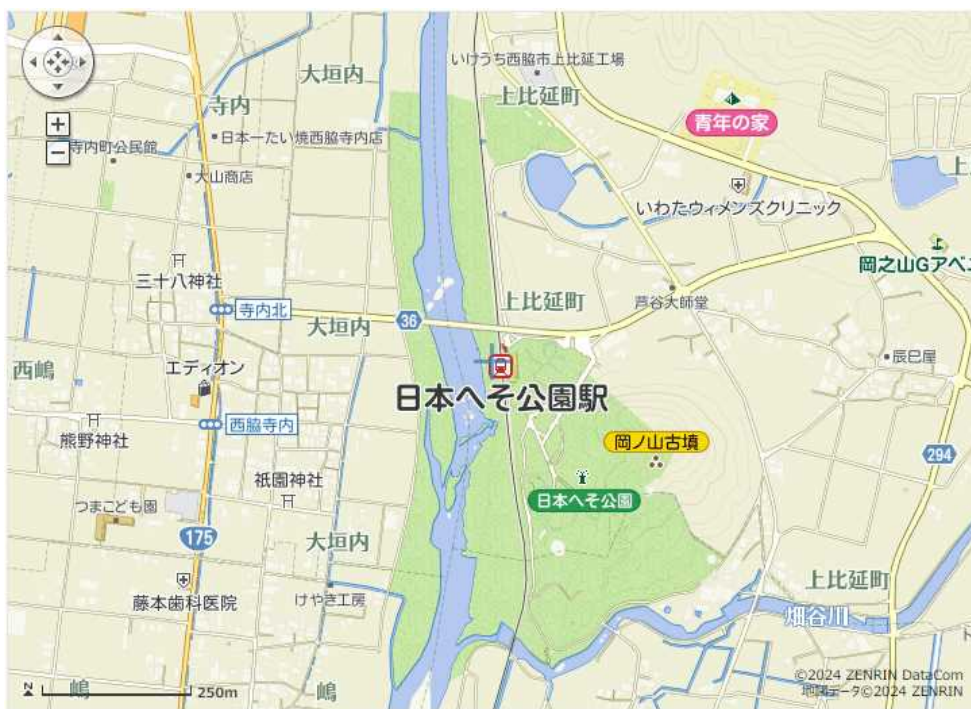 大垣内
いけうち西脇市上比延工場
寺内
上比延町
青年の家
日本一たい焼西脇寺内店
寺内町公民館
上
大山商店
いわたウィメンズクリニック
三十八神社
岡之山Gアベニ
上比延町
芦谷大師堂
寺内北
大垣内
36
辰巳屋
西嶋
エディオン
日本へそ公園駅
西脇寺内
熊野神社
岡ノ山古墳
294
祇園神社
日本へそ公園
つまこども園
175
大垣内
上比延町
けやき工房
藤本歯科医院
畑谷川
嶋
嶋
250m
©2024 ZENRIN DataCom
地図データ©2024 ZENRIN